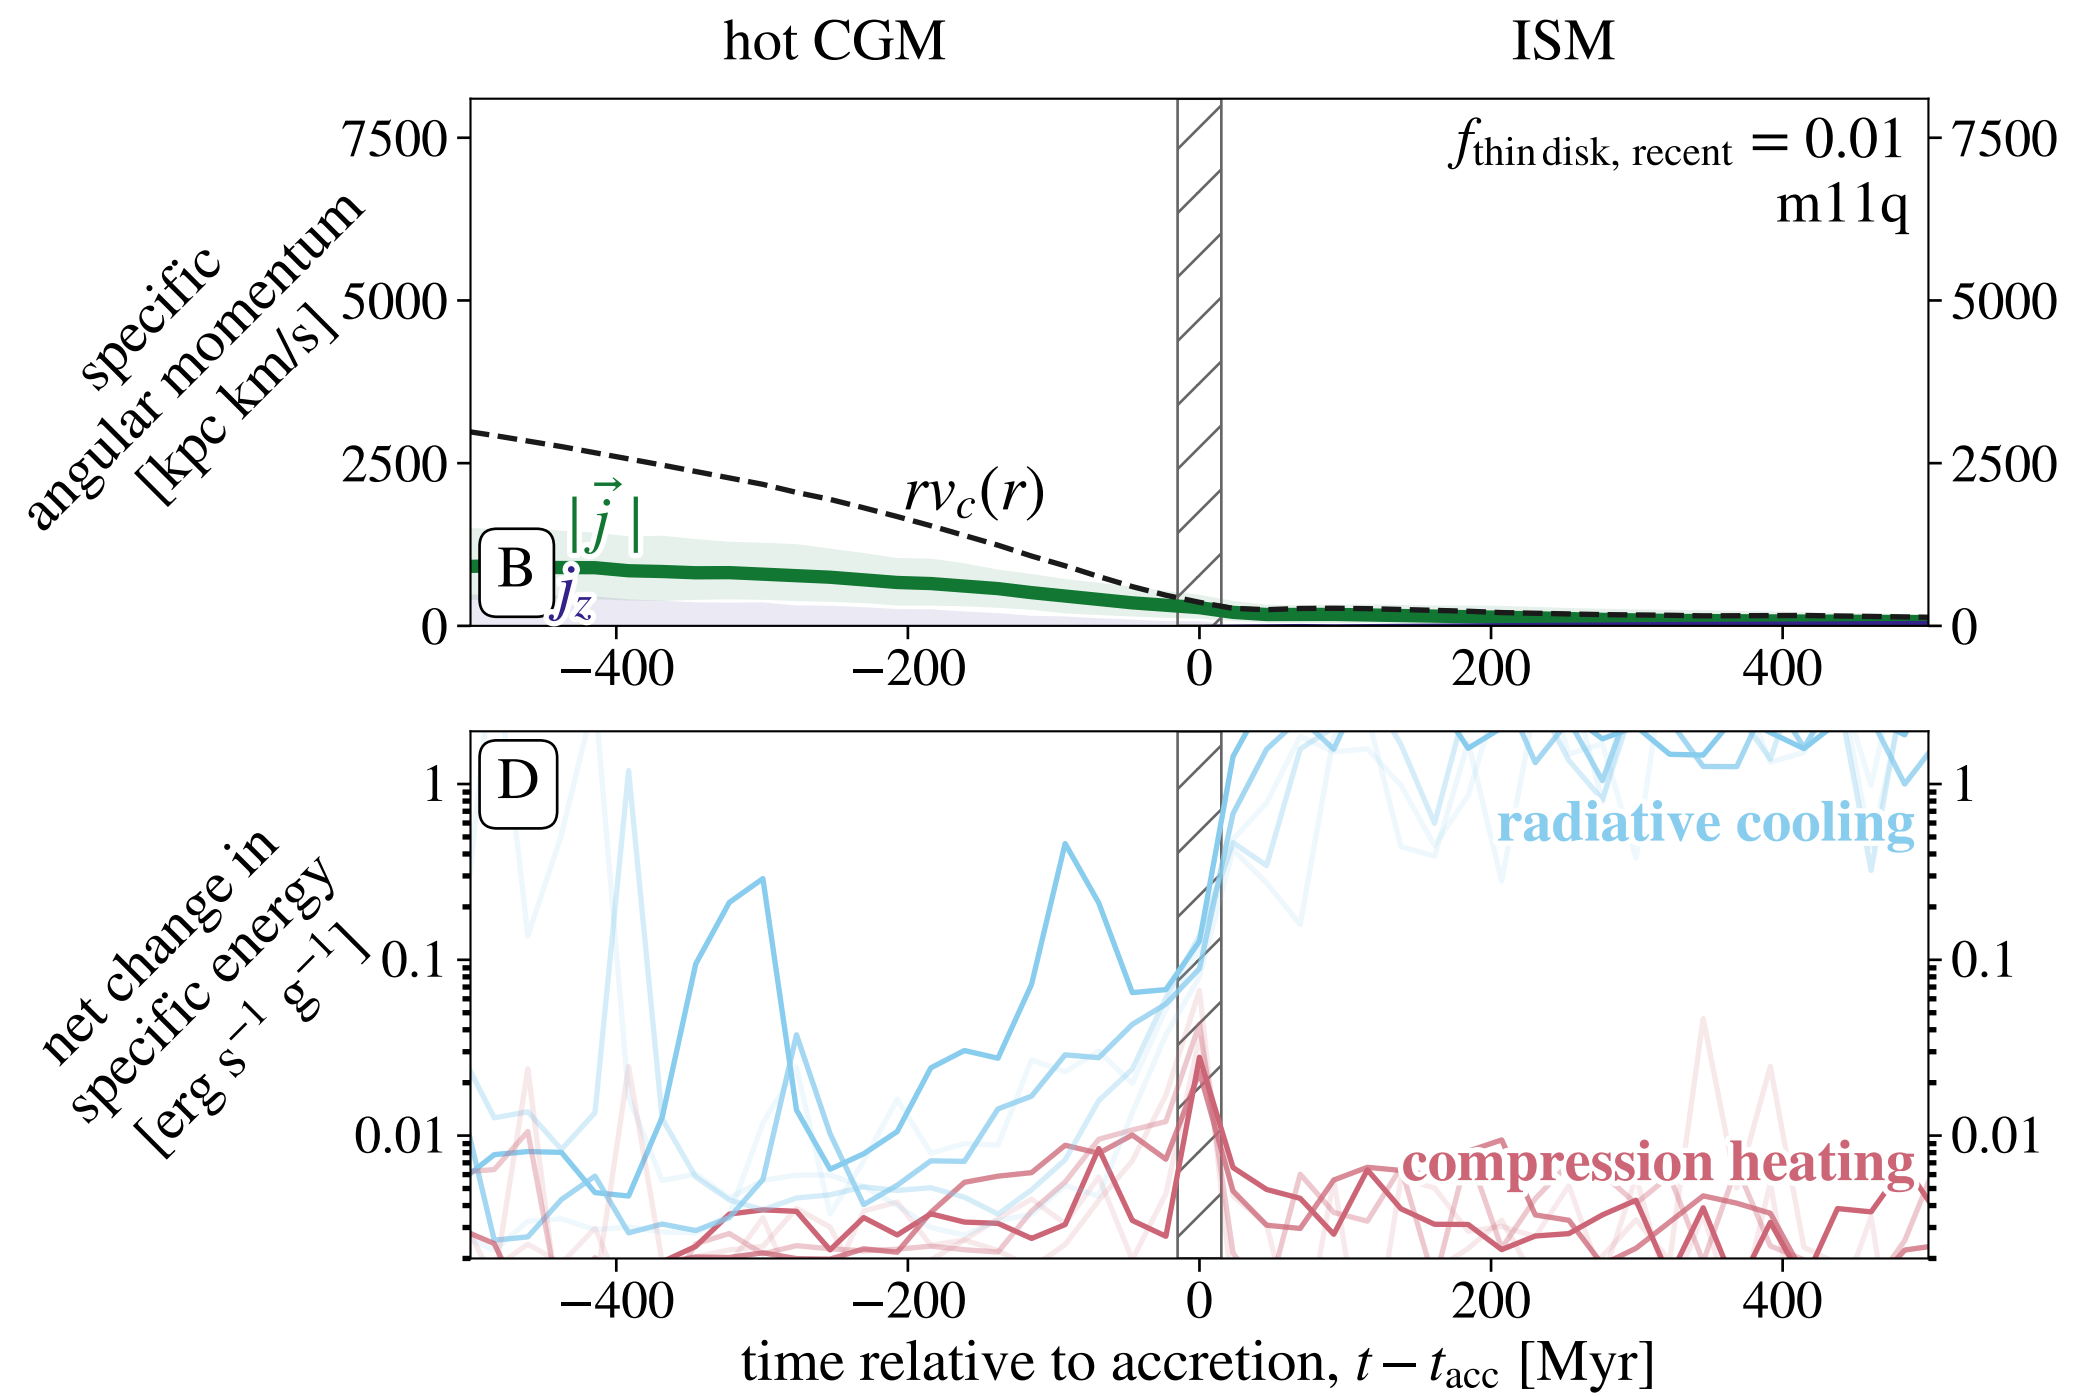 hot CGM
ISM
specific
angular momentum
[kpc km/s]
7500
5000
2500
0
7500
5000
2500
0
f_thin disk, recent = 0.01
m11q
rv_c(r)
|j⃗|
B
j_z
−400
−200
0
200
400
net change in
specific energy
[erg s⁻¹ g⁻¹]
1
0.1
0.01
1
0.1
0.01
D
radiative cooling
compression heating
−400
−200
0
200
400
time relative to accretion, t − t_acc [Myr]